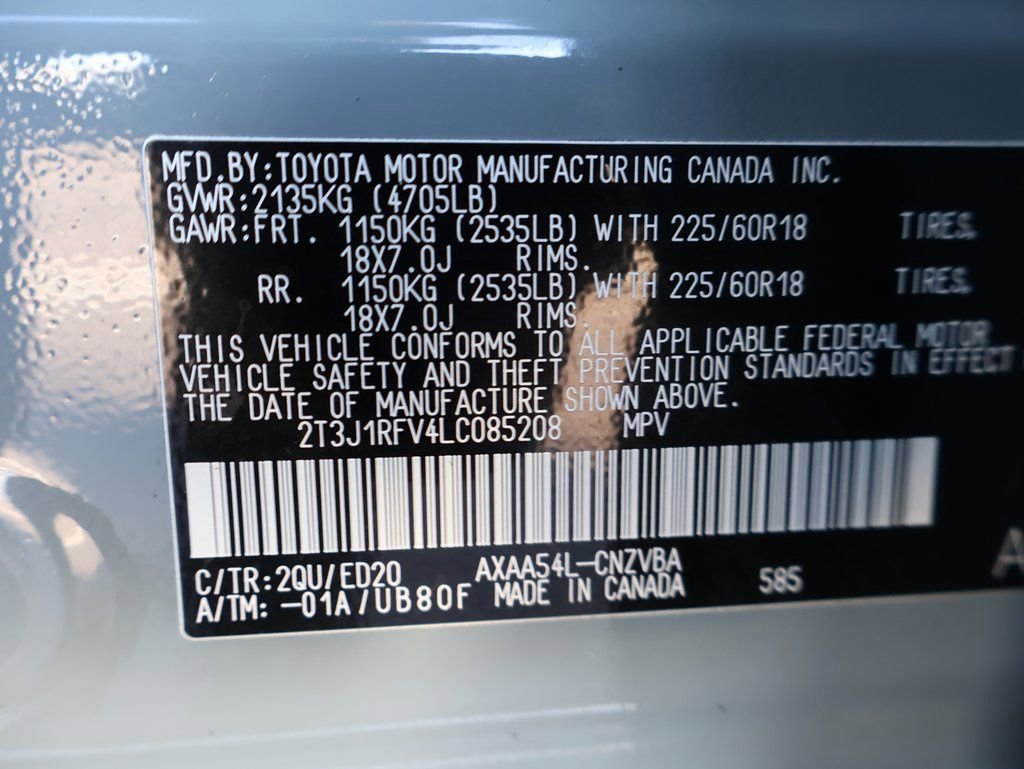 MFD.BY:TOYOTA MOTOR MANUFACTURING CANADA INC.
GVWR:2135KG (4705LB)
GAWR:FRT. 1150KG (2535LB) WITH 225/60R18 TIRES.
18X7.0J RIMS.
RR. 1150KG (2535LB) WITH 225/60R18 TIRES.
18X7.0J RIMS.
THIS VEHICLE CONFORMS TO ALL APPLICABLE FEDERAL MOTOR
VEHICLE SAFETY AND THEFT PREVENTION STANDARDS IN EFFECT
THE DATE OF MANUFACTURE SHOWN ABOVE.
2T3J1RFV4LC085208 MPV
C/TR:2QU/ED20 AXAA54L-CNZVBA 585
A/TM: -01A/UB80F MADE IN CANADA